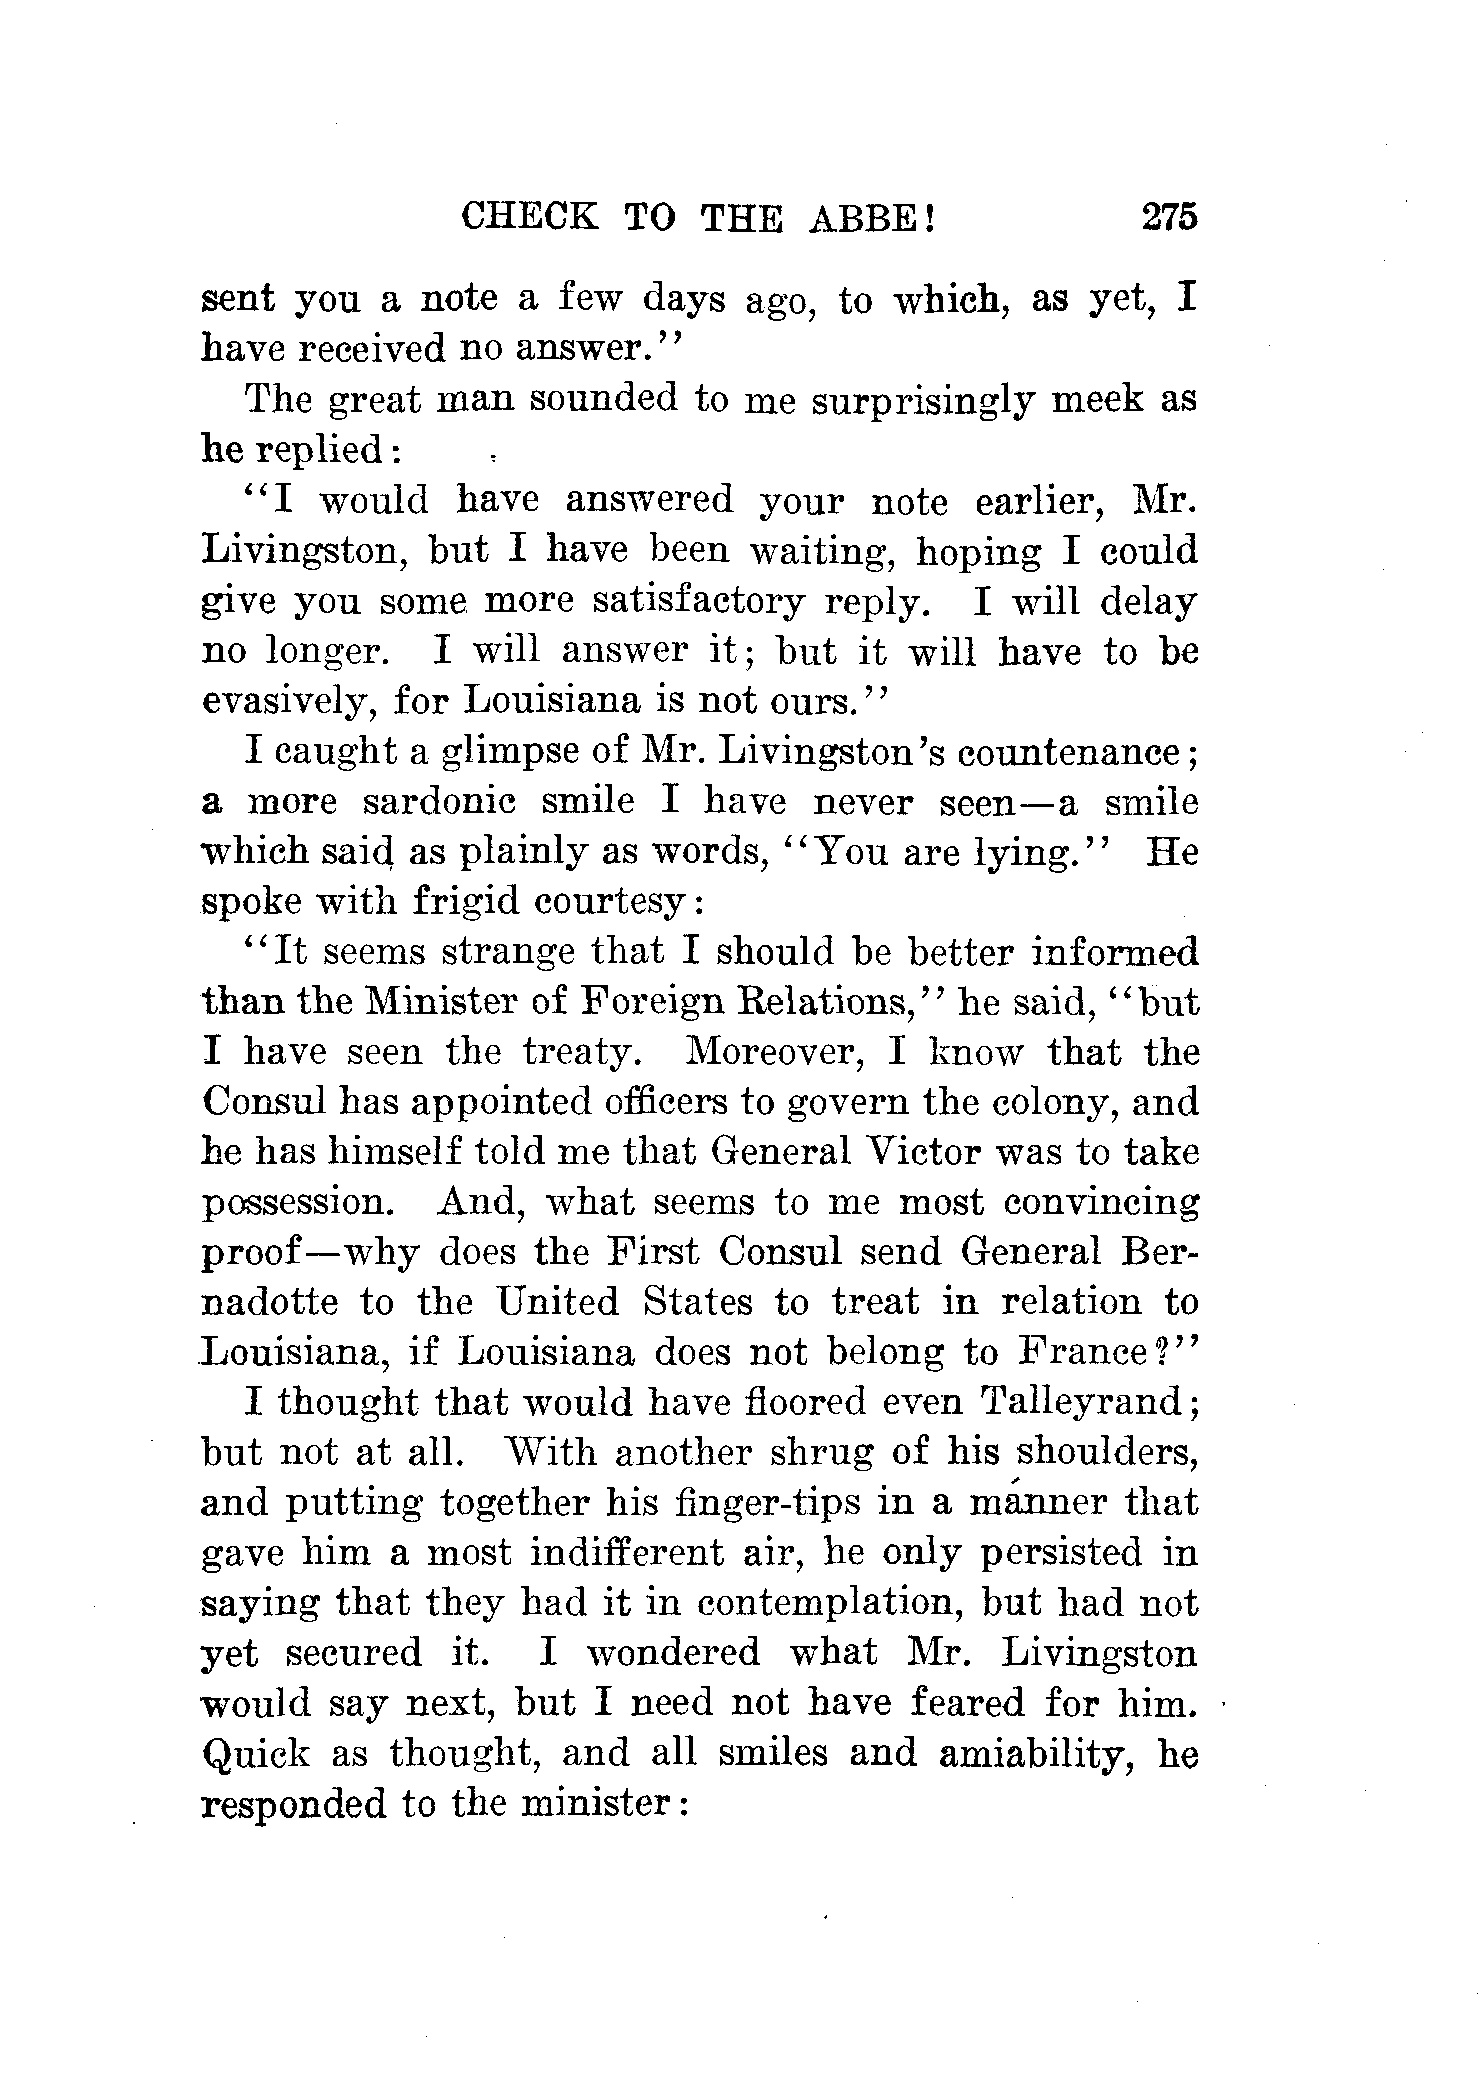 CHECK TO THE ABBE! 275
sent you a note a few days ago, to which, as yet, I
have received no answer."
The great man sounded to me surprisingly meek as
he replied:
"I would have answered your note earlier, Mr.
Livingston, but I have been waiting, hoping I could
give you some more satisfactory reply. I will delay
no longer. I will answer it; but it will have to be
evasively, for Louisiana is not ours."
I caught a glimpse of Mr. Livingston's countenance;
a more sardonic smile I have never seen—a smile
which said as plainly as words, "You are lying." He
spoke with frigid courtesy:
"It seems strange that I should be better informed
than the Minister of Foreign Relations," he said, "but
I have seen the treaty. Moreover, I know that the
Consul has appointed officers to govern the colony, and
he has himself told me that General Victor was to take
possession. And, what seems to me most convincing
proof—why does the First Consul send General Ber-
nadotte to the United States to treat in relation to
Louisiana, if Louisiana does not belong to France?"
I thought that would have floored even Talleyrand;
but not at all. With another shrug of his shoulders,
and putting together his finger-tips in a manner that
gave him a most indifferent air, he only persisted in
saying that they had it in contemplation, but had not
yet secured it. I wondered what Mr. Livingston
would say next, but I need not have feared for him.
Quick as thought, and all smiles and amiability, he
responded to the minister: